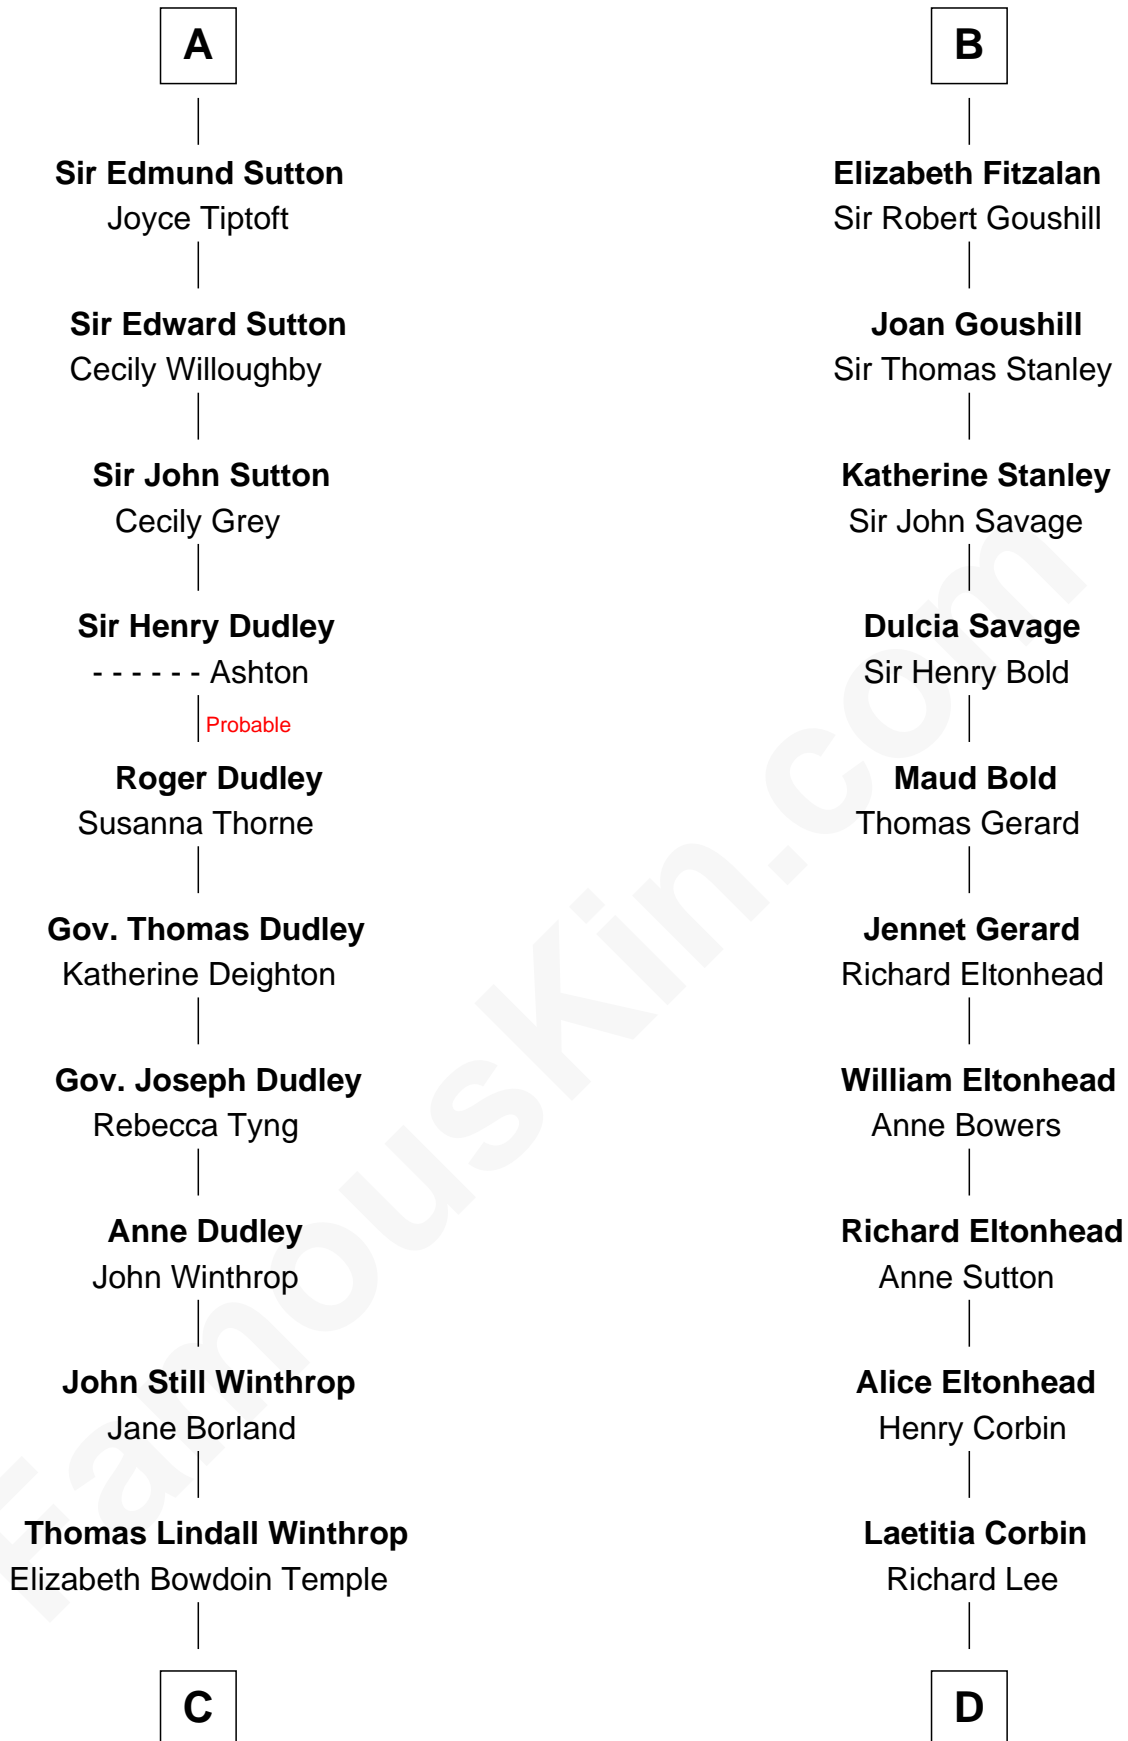 A
Sir Edmund Sutton
Joyce Tiptoft
Sir Edward Sutton
Cecily Willoughby
Sir John Sutton
Cecily Grey
Sir Henry Dudley
- - - - - - Ashton
Probable
Roger Dudley
Susanna Thorne
Gov. Thomas Dudley
Katherine Deighton
Gov. Joseph Dudley
Rebecca Tyng
Anne Dudley
John Winthrop
John Still Winthrop
Jane Borland
Thomas Lindall Winthrop
Elizabeth Bowdoin Temple
C
B
Elizabeth Fitzalan
Sir Robert Goushill
Joan Goushill
Sir Thomas Stanley
Katherine Stanley
Sir John Savage
Dulcia Savage
Sir Henry Bold
Maud Bold
Thomas Gerard
Jennet Gerard
Richard Eltonhead
William Eltonhead
Anne Bowers
Richard Eltonhead
Anne Sutton
Alice Eltonhead
Henry Corbin
Laetitia Corbin
Richard Lee
D
FamousKin.com